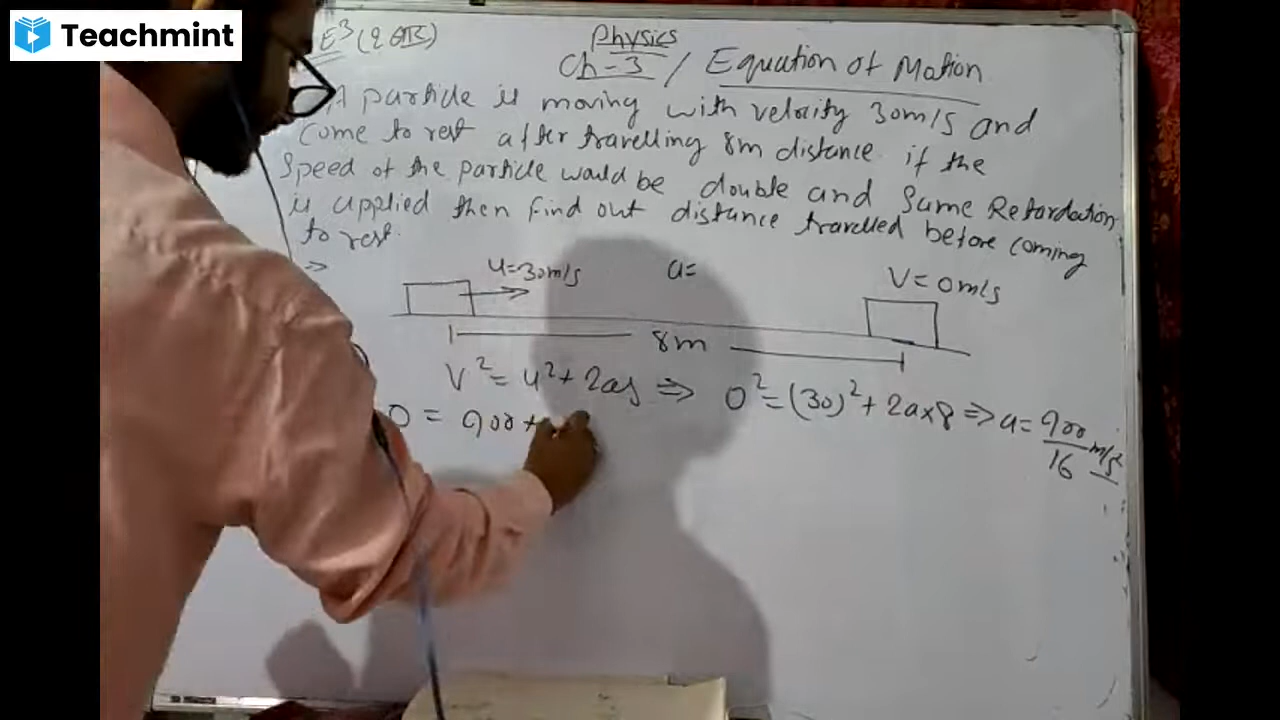 Teachmint
E³ (2
Physics
Ch-3 / Equation of Motion
A particle is moving with velocity 30m/s and
come to rest after travelling 8m distance. if the
Speed of the particle would be double and Same Retardation
is applied then find out distance travelled before coming
to rest.
⇒
u=30m/s a= V=0m/s
8m
V²=u²+2as ⇒ 0²=(30)²+2a×8 ⇒ a=900/16 m/s²
0 = 900+